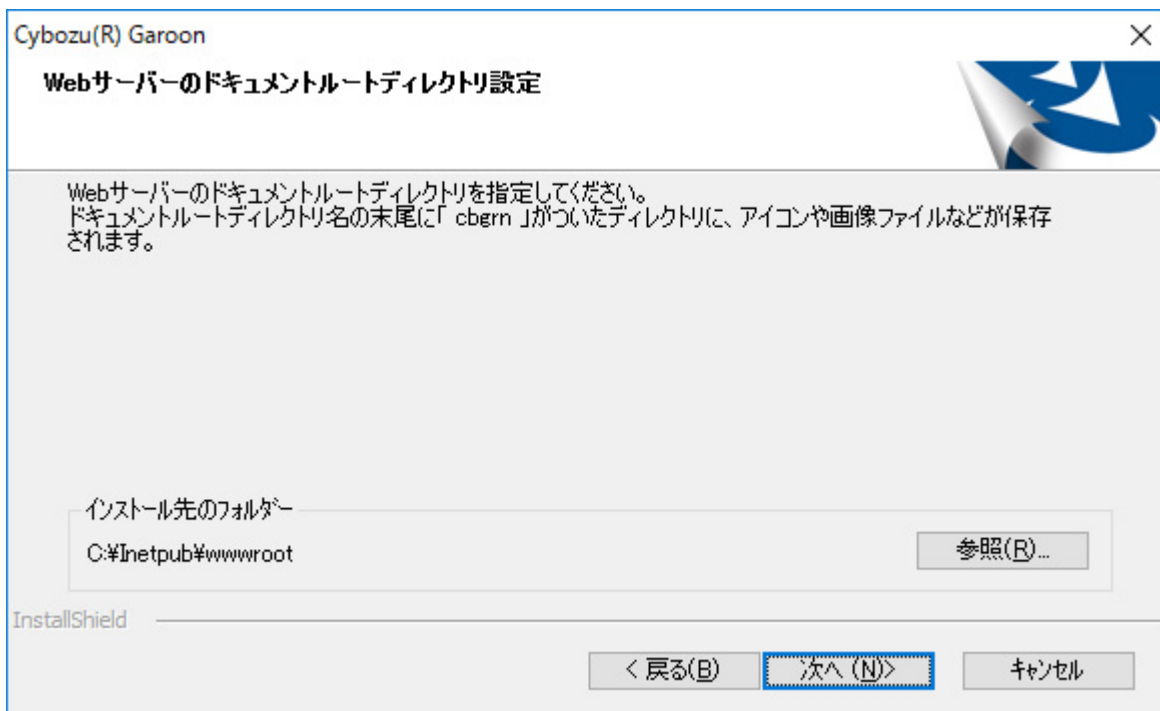 Cybozu(R) Garoon
Webサーバーのドキュメントルートディレクトリ設定
Webサーバーのドキュメントルートディレクトリを指定してください。
ドキュメントルートディレクトリ名の末尾に「 cbgrn 」がついたディレクトリに、アイコンや画像ファイルなどが保存
されます。
インストール先のフォルダー
C:¥Inetpub¥wwwroot
参照(R)...
InstallShield
< 戻る(B)
次へ (N)>
キャンセル